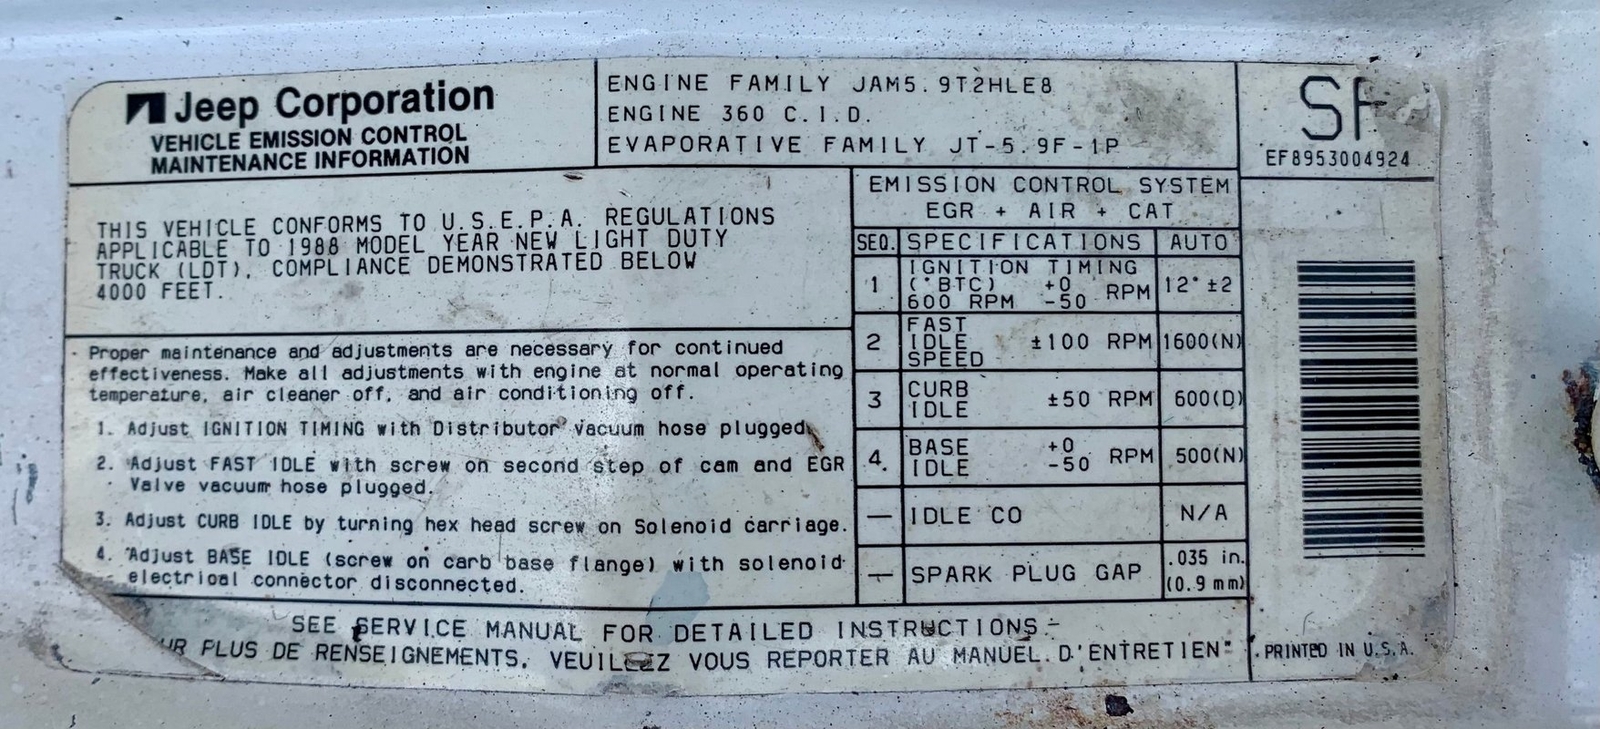 Jeep Corporation
VEHICLE EMISSION CONTROL
MAINTENANCE INFORMATION
ENGINE FAMILY JAM5.9T2HLE8
ENGINE 360 C.I.D.
EVAPORATIVE FAMILY JT-5.9F-1P
EF8953004924
THIS VEHICLE CONFORMS TO U.S.E.P.A. REGULATIONS
APPLICABLE TO 1988 MODEL YEAR NEW LIGHT DUTY
TRUCK (LDT), COMPLIANCE DEMONSTRATED BELOW
4000 FEET.
Proper maintenance and adjustments are necessary for continued
effectiveness. Make all adjustments with engine at normal operating
temperature, air cleaner off, and air conditioning off.
1. Adjust IGNITION TIMING with Distributor vacuum hose plugged.
2. Adjust FAST IDLE with screw on second step of cam and EGR
Valve vacuum hose plugged.
3. Adjust CURB IDLE by turning hex head screw on Solenoid carriage.
4. Adjust BASE IDLE (screw on carb base flange) with solenoid
electrical connector disconnected.
EMISSION CONTROL SYSTEM
EGR + AIR + CAT
SEQ. SPECIFICATIONS AUTO
1 IGNITION TIMING
(°BTC) +0
600 RPM -50 RPM 12° ±2
2 FAST
IDLE ±100 RPM 1600(N)
SPEED
3 CURB
IDLE ±50 RPM 600(D)
4. BASE +0
IDLE -50 RPM 500(N)
— IDLE CO N/A
— SPARK PLUG GAP .035 in.
(0.9 mm)
SEE SERVICE MANUAL FOR DETAILED INSTRUCTIONS.
PLUS DE RENSEIGNEMENTS, VEUILLEZ VOUS REPORTER AU MANUEL D'ENTRETIEN
PRINTED IN U.S.A.